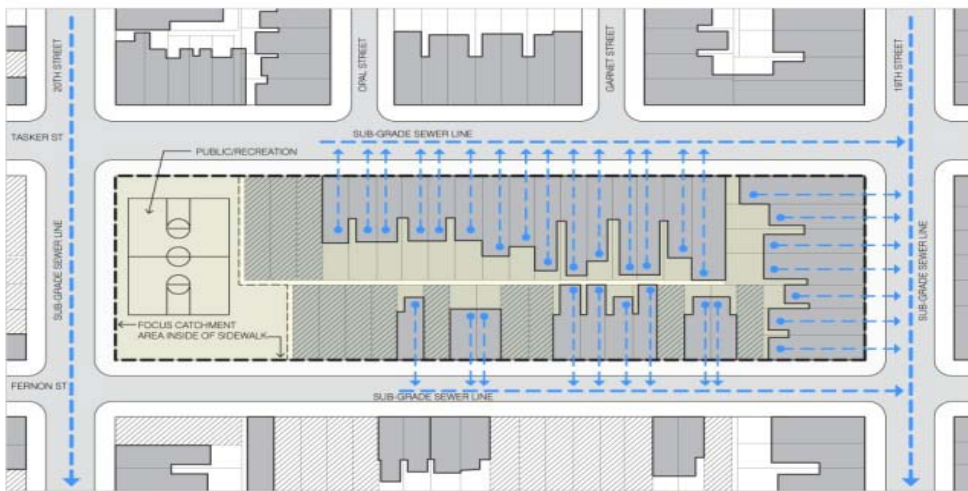 20TH STREET
OPAL STREET
GARNET STREET
19TH STREET
TASKER ST
SUB-GRADE SEWER LINE
PUBLIC/RECREATION
SUB-GRADE SEWER LINE
SUB-GRADE SEWER LINE
FOCUS CATCHMENT
AREA INSIDE OF SIDEWALK
FERNON ST
SUB-GRADE SEWER LINE